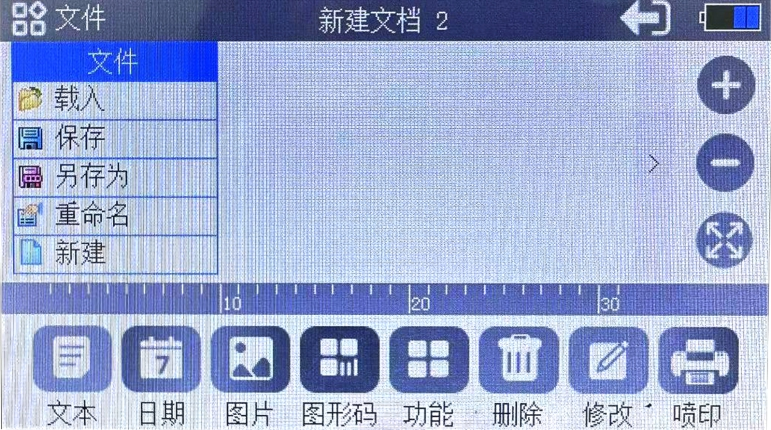 文件 新建文档 2
文件
载入
保存
另存为
重命名
新建
10 20 30
7
文本 日期 图片 图形码 功能 删除 修改 喷印